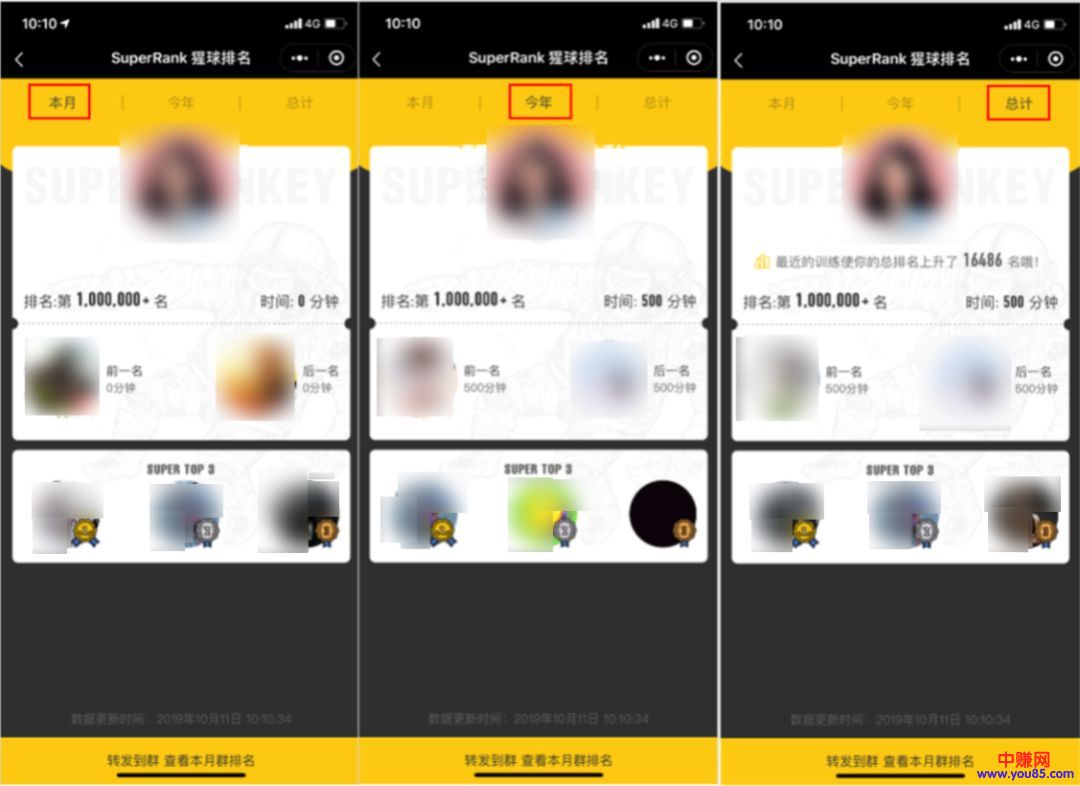 10:10
4G
SuperRank 猩球排名
本月 | 今年 | 总计
SUPE NKEY
排名:第 1,000,000+ 名
时间: 0 分钟
前一名
0分钟
后一名
0分钟
SUPER TOP 3
数据更新时间：2019年10月11日 10:10:34
转发到群 查看本月群排名
10:10
4G
SuperRank 猩球排名
本月 | 今年 | 总计
SUPE NKEY
排名:第 1,000,000+ 名
时间: 500 分钟
前一名
500分钟
后一名
500分钟
SUPER TOP 3
数据更新时间：2019年10月11日 10:10:34
转发到群 查看本月群排名
10:10
4G
SuperRank 猩球排名
本月 | 今年 | 总计
SUPE NKEY
最近的训练使你的总排名上升了 16486 名哦！
排名:第 1,000,000+ 名
时间: 500 分钟
前一名
500分钟
后一名
500分钟
SUPER TOP 3
数据更新时间：2019年10月11日 10:10:34
转发到群 查看本月群排名
中赚网
www.you85.com